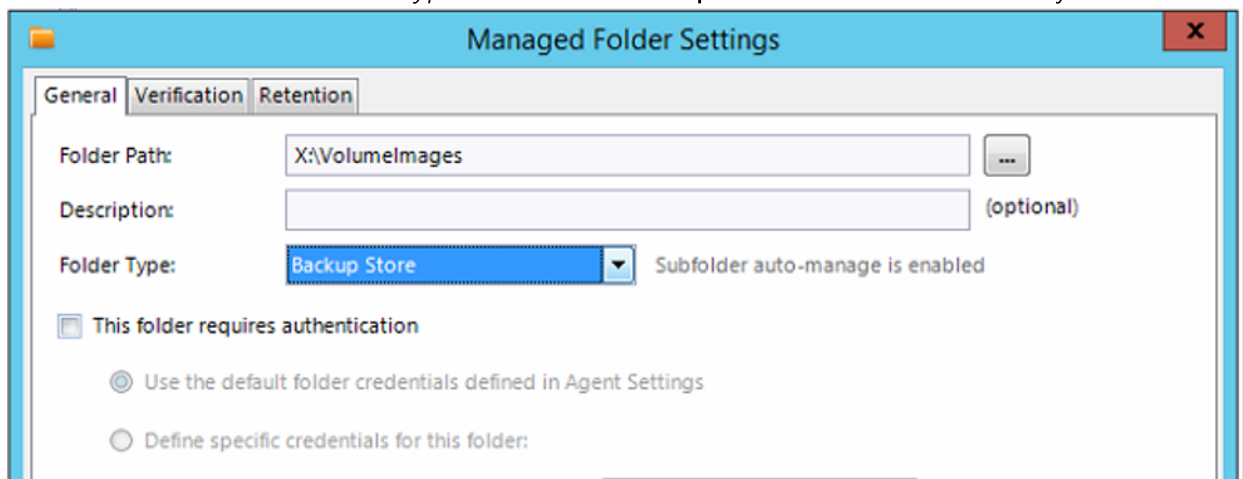 Managed Folder Settings
x
General Verification Retention
Folder Path: X:\VolumeImages ...
Description: (optional)
Folder Type: Backup Store Subfolder auto-manage is enabled
This folder requires authentication
Use the default folder credentials defined in Agent Settings
Define specific credentials for this folder: